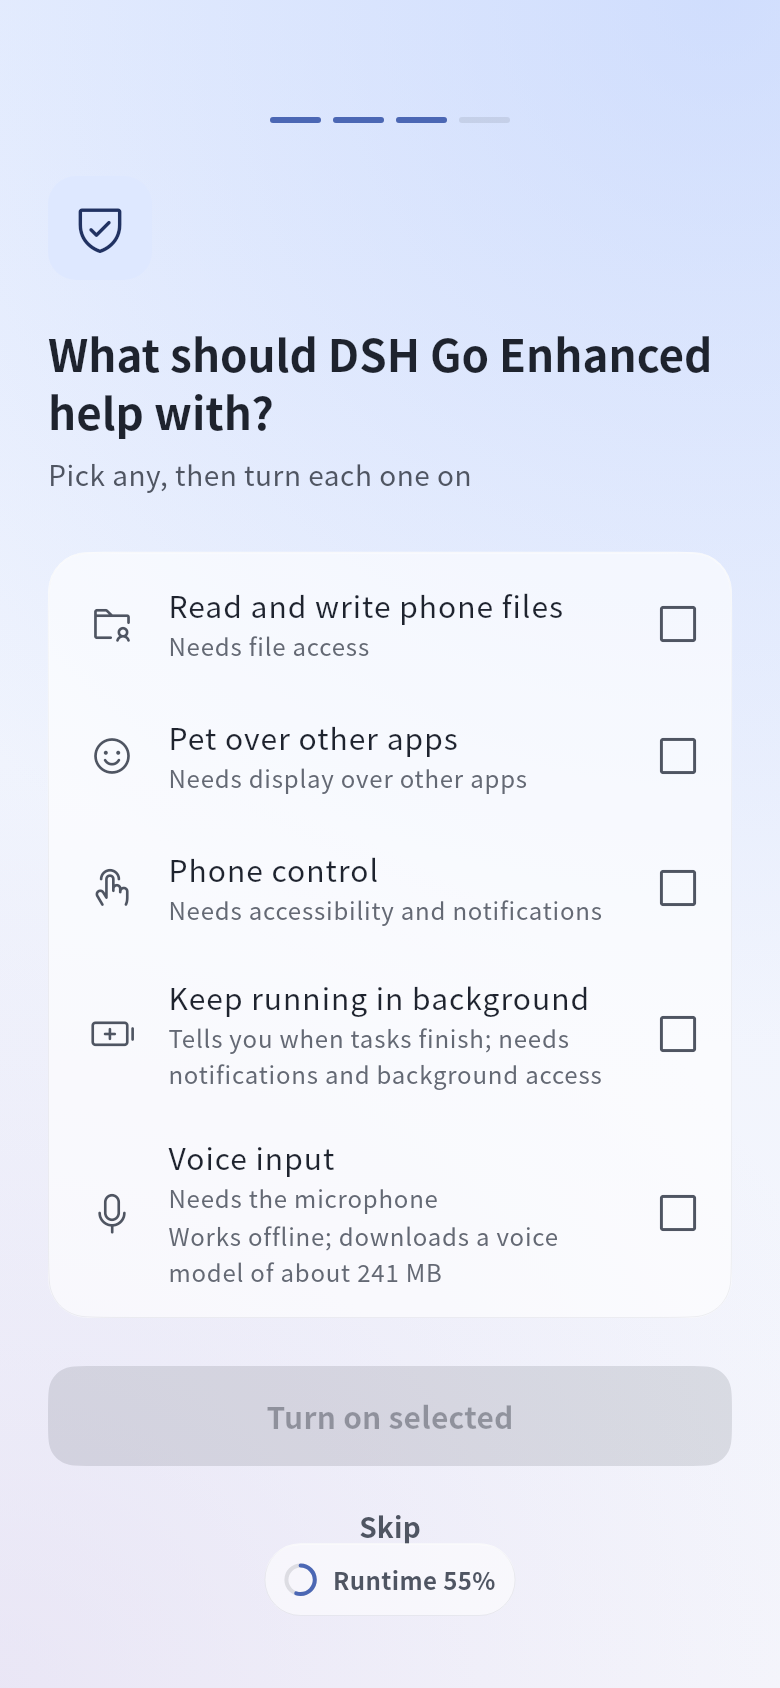 What should DSH Go Enhanced
help with?
Pick any, then turn each one on
Read and write phone files
Needs file access
Pet over other apps
Needs display over other apps
Phone control
Needs accessibility and notifications
Keep running in background
Tells you when tasks finish; needs
notifications and background access
Voice input
Needs the microphone
Works offline; downloads a voice
model of about 241 MB
Turn on selected
Skip
Runtime 55%